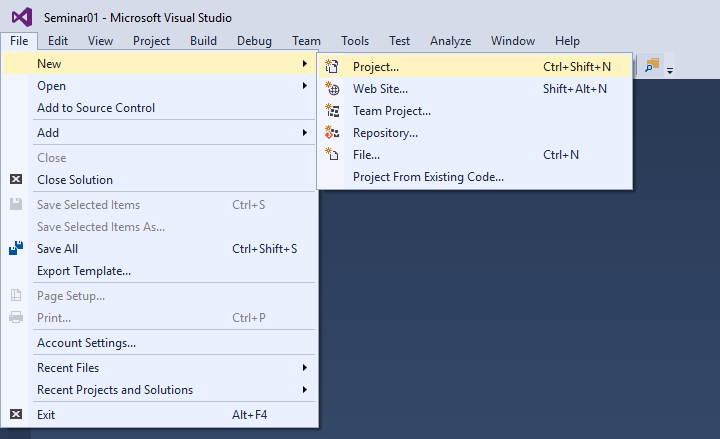 Seminar01 - Microsoft Visual Studio
File Edit View Project Build Debug Team Tools Test Analyze Window Help
New
Open
Add to Source Control
Add
Close
Close Solution
Save Selected Items Ctrl+S
Save Selected Items As...
Save All Ctrl+Shift+S
Export Template...
Page Setup...
Print... Ctrl+P
Account Settings...
Recent Files
Recent Projects and Solutions
Exit Alt+F4
Project... Ctrl+Shift+N
Web Site... Shift+Alt+N
Team Project...
Repository...
File... Ctrl+N
Project From Existing Code...